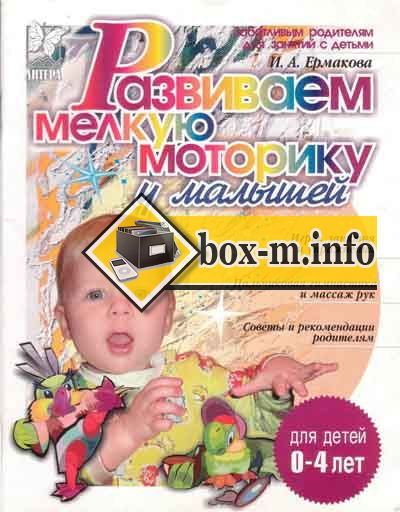 ЛИТЕРА
заботливым родителям
для занятий с детьми
И. А. Ермакова
Развиваем
мелкую
моторику
и малышей
box-m.info
и массаж рук
Советы и рекомендации
родителям
для детей
0-4 лет